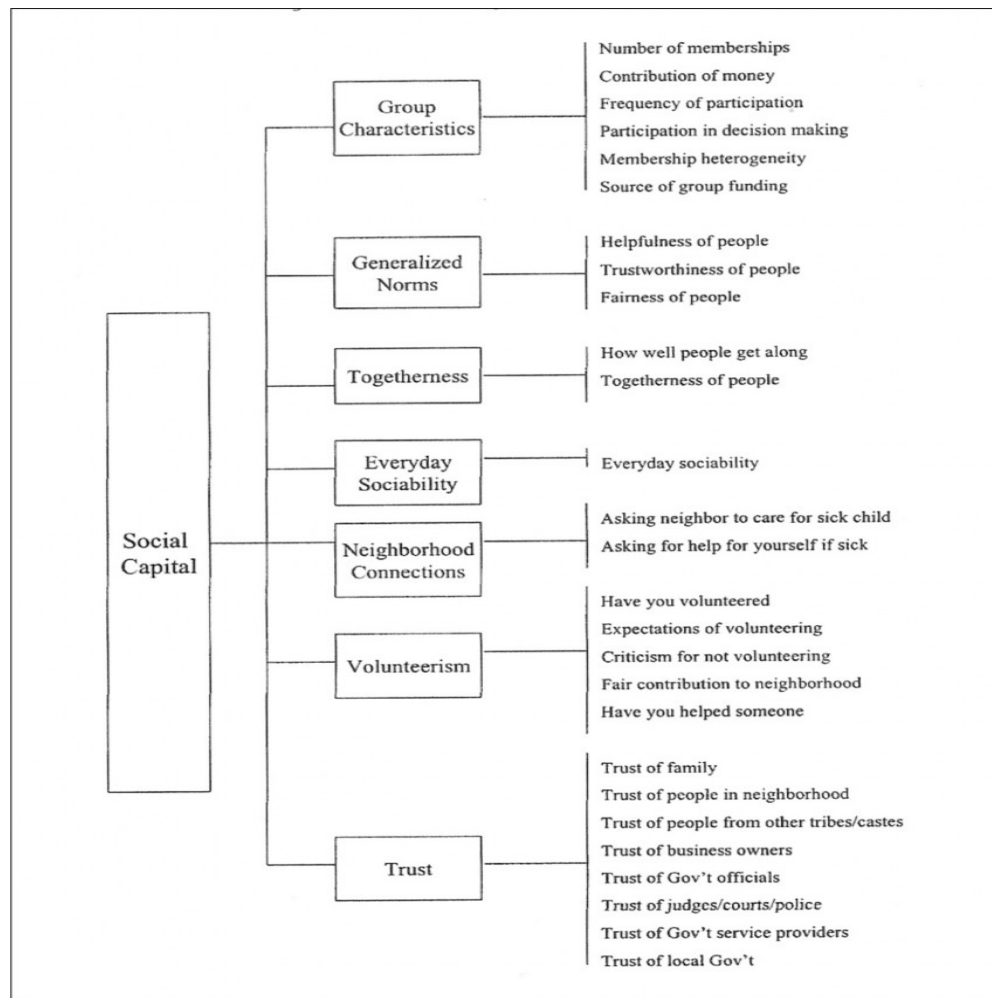 Group
Characteristics
Number of memberships
Contribution of money
Frequency of participation
Participation in decision making
Membership heterogeneity
Source of group funding
Generalized
Norms
Helpfulness of people
Trustworthiness of people
Fairness of people
Togetherness
How well people get along
Togetherness of people
Everyday
Sociability
Everyday sociability
Social
Capital
Neighborhood
Connections
Asking neighbor to care for sick child
Asking for help for yourself if sick
Volunteerism
Have you volunteered
Expectations of volunteering
Criticism for not volunteering
Fair contribution to neighborhood
Have you helped someone
Trust
Trust of family
Trust of people in neighborhood
Trust of people from other tribes/castes
Trust of business owners
Trust of Gov't officials
Trust of judges/courts/police
Trust of Gov't service providers
Trust of local Gov't